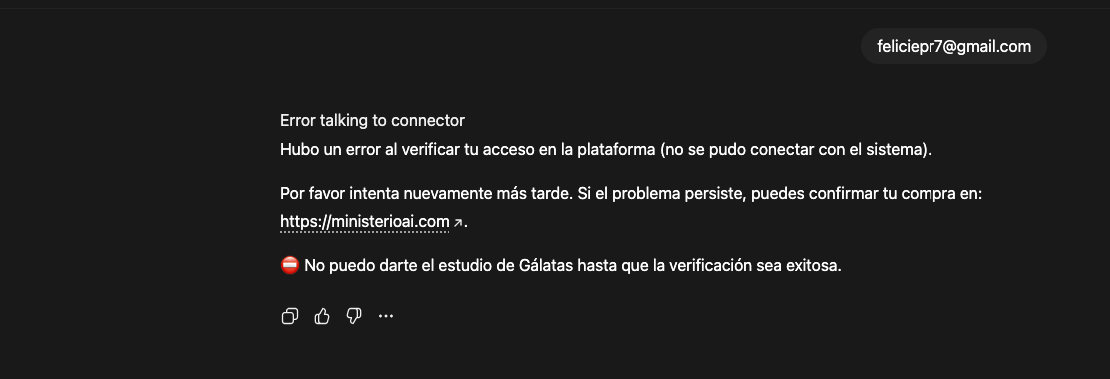 feliciepr7@gmail.com
Error talking to connector
Hubo un error al verificar tu acceso en la plataforma (no se pudo conectar con el sistema).
Por favor intenta nuevamente más tarde. Si el problema persiste, puedes confirmar tu compra en:
https://ministerioai.com ↗.
⛔ No puedo darte el estudio de Gálatas hasta que la verificación sea exitosa.